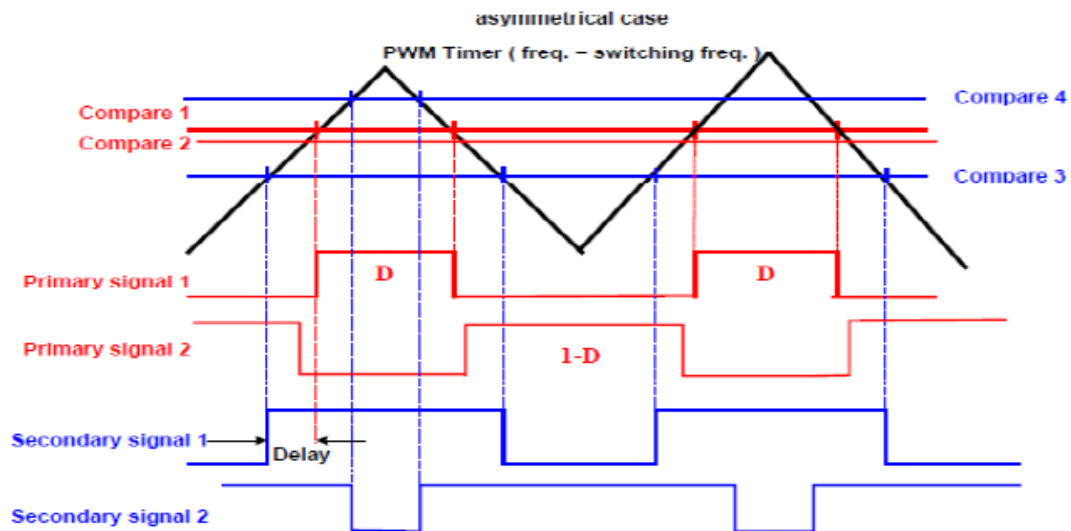 asymmetrical case
PWM Timer ( freq. – switching freq. )
Compare 1
Compare 4
Compare 2
Compare 3
Primary signal 1
D
D
Primary signal 2
1-D
Secondary signal 1
Delay
Secondary signal 2